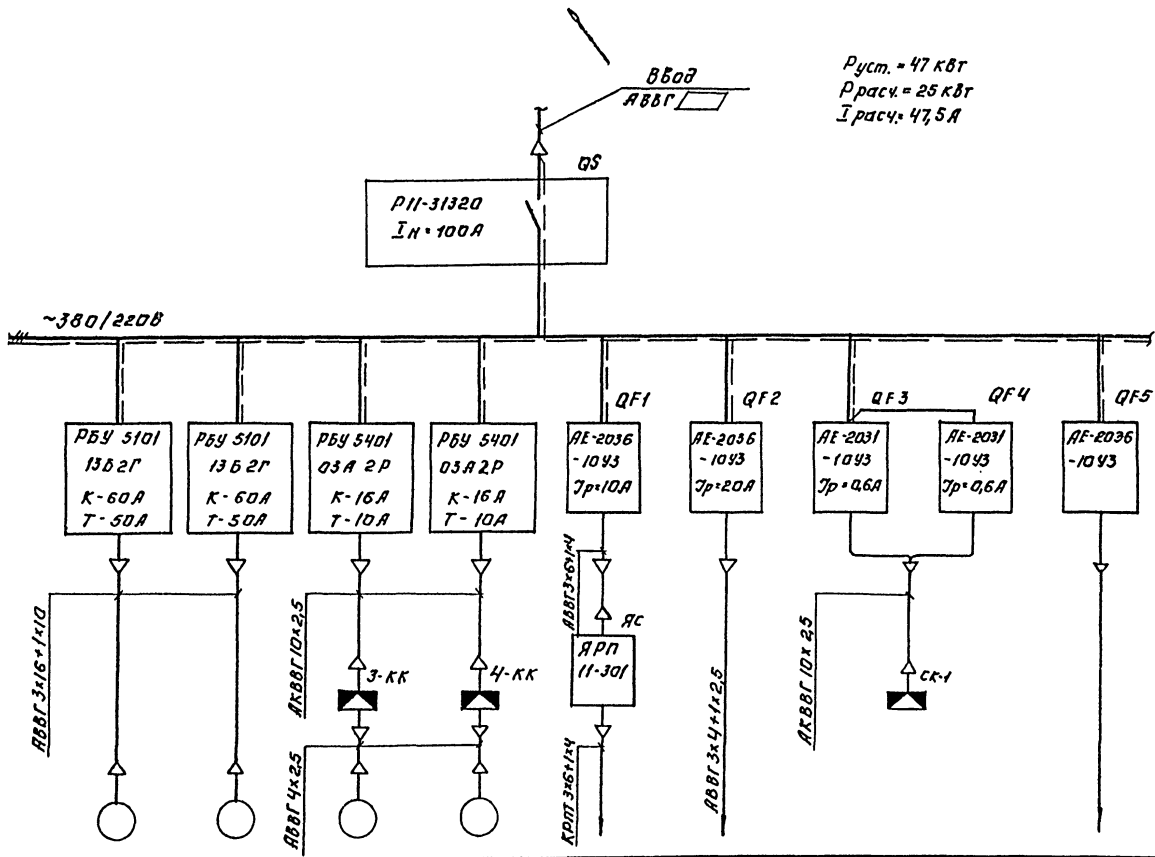 Ввод
АВВГ
Руст. = 47 кВт
Ррасч. = 25 кВт
Iрасч. = 47,5 А
QS
Р11-31320
Iн = 100А
~380/220В
QF1
QF2
QF3
QF4
QF5
РБУ 5101
13Б2Г
К-60А
Т-50А
РБУ 5101
13Б2Г
К-60А
Т-50А
РБУ 5401
03А2Р
К-16А
Т-10А
РБУ 5401
03А2Р
К-16А
Т-10А
АЕ-2036
-10У3
Jр=10А
АЕ-2036
-10У3
Jр=20А
АЕ-2031
-10У3
Jр=0,6А
АЕ-2031
-10У3
Jр=0,6А
АЕ-2036
-10У3
АВВГ 3х16+1х10
АКВВГ 10х2,5
АВВГ 3х6+1х4
ЯС
ЯРП
11-301
3-КК
4-КК
АВВГ 4х2,5
КРПТ 3х6+1х4
АВВГ 3х4+1х2,5
АКВВГ 10х2,5
СК-1